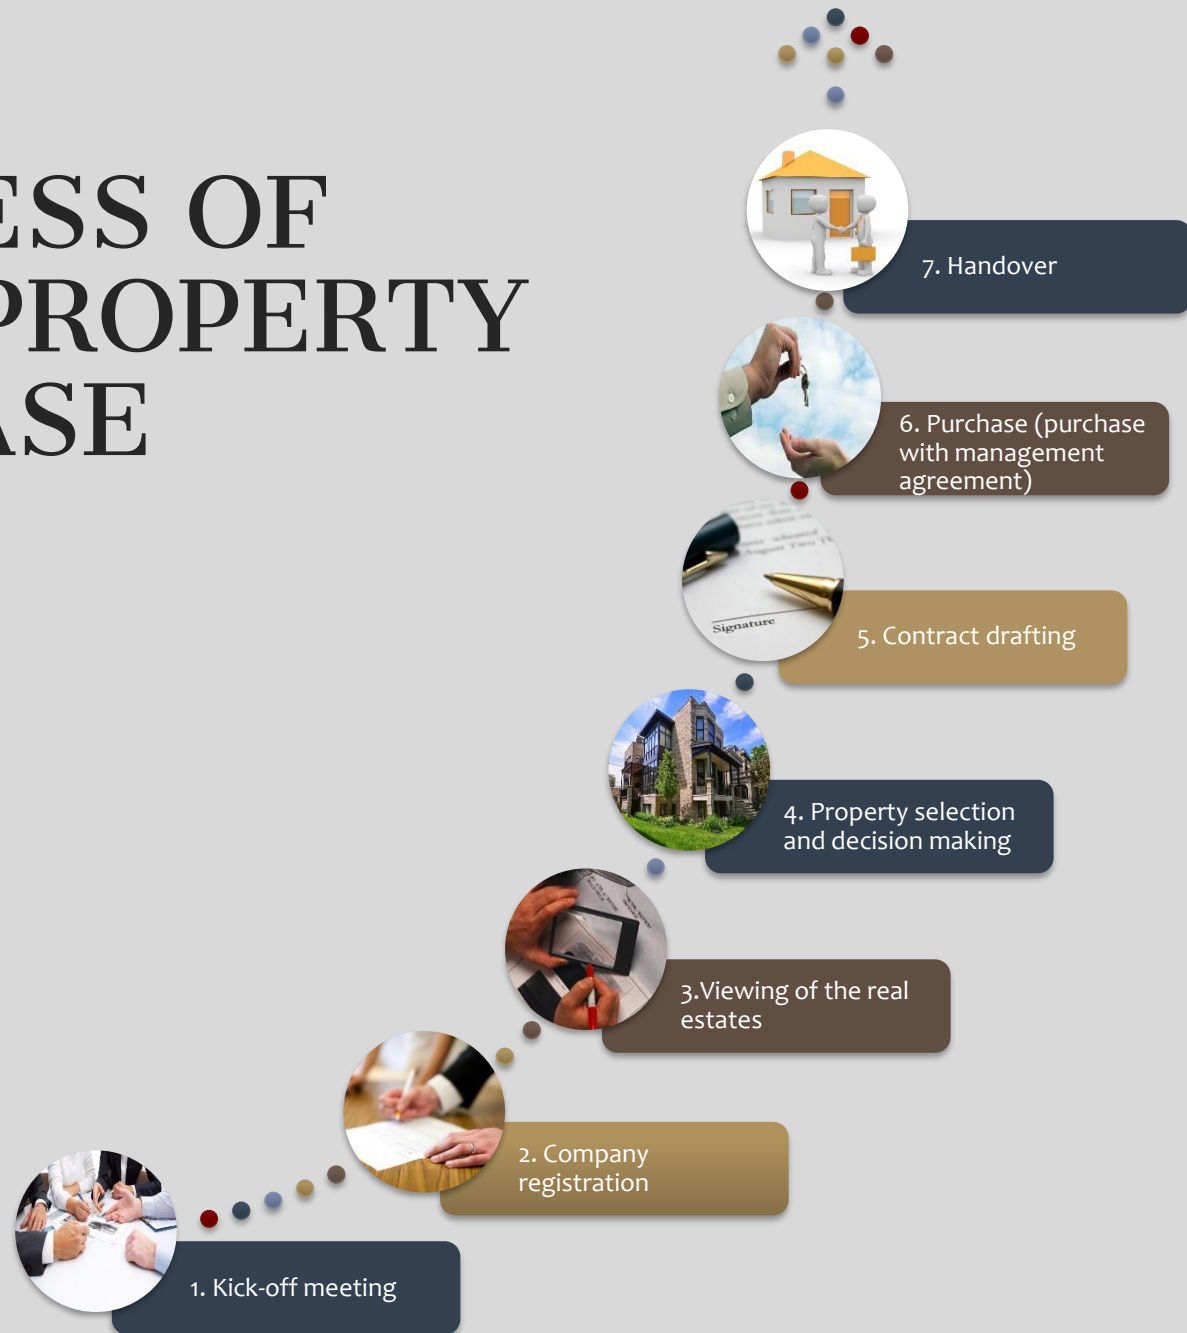 ESS OF
PROPERTY
ASE
7. Handover
6. Purchase (purchase
with management
agreement)
Signature
5. Contract drafting
4. Property selection
and decision making
3.Viewing of the real
estates
2. Company
registration
1. Kick-off meeting